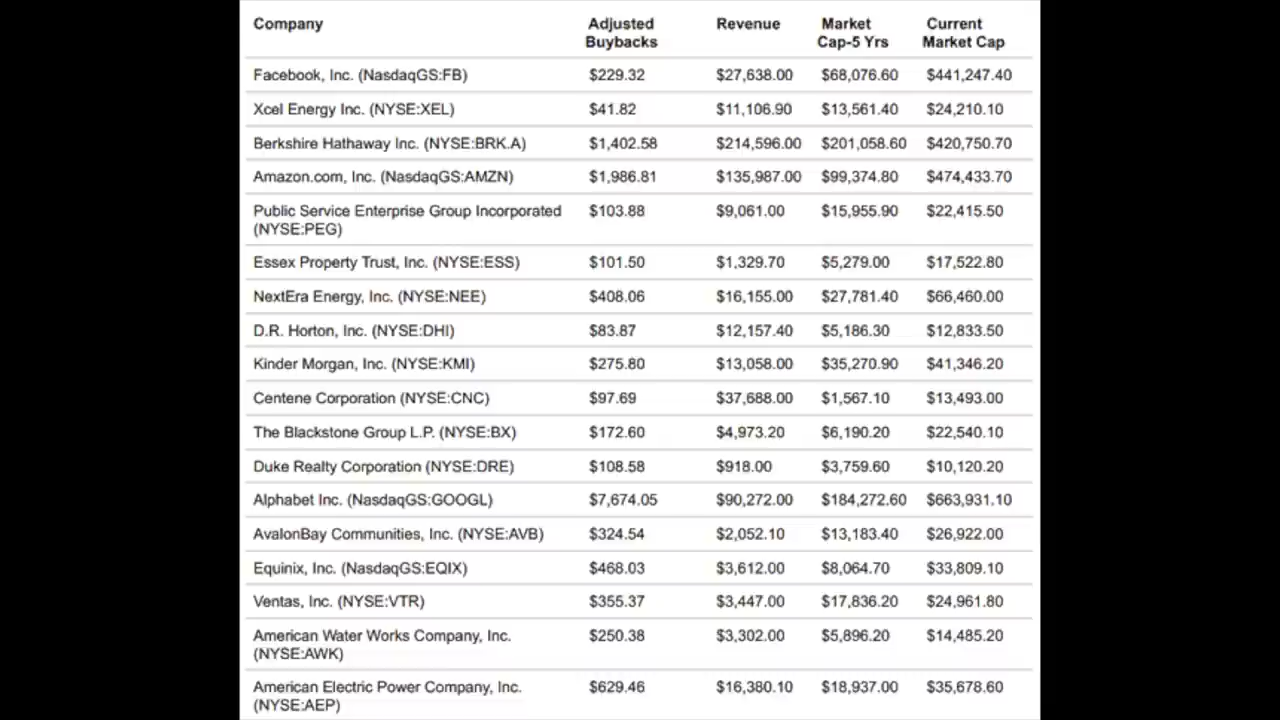 Company Adjusted Buybacks Revenue Market Cap-5 Yrs Current Market Cap
Facebook, Inc. (NasdaqGS:FB) $229.32 $27,638.00 $68,076.60 $441,247.40
Xcel Energy Inc. (NYSE:XEL) $41.82 $11,106.90 $13,561.40 $24,210.10
Berkshire Hathaway Inc. (NYSE:BRK.A) $1,402.58 $214,596.00 $201,058.60 $420,750.70
Amazon.com, Inc. (NasdaqGS:AMZN) $1,986.81 $135,987.00 $99,374.80 $474,433.70
Public Service Enterprise Group Incorporated $103.88 $9,061.00 $15,955.90 $22,415.50
(NYSE:PEG)
Essex Property Trust, Inc. (NYSE:ESS) $101.50 $1,329.70 $5,279.00 $17,522.80
NextEra Energy, Inc. (NYSE:NEE) $408.06 $16,155.00 $27,781.40 $66,460.00
D.R. Horton, Inc. (NYSE:DHI) $83.87 $12,157.40 $5,186.30 $12,833.50
Kinder Morgan, Inc. (NYSE:KMI) $275.80 $13,058.00 $35,270.90 $41,346.20
Centene Corporation (NYSE:CNC) $97.69 $37,688.00 $1,567.10 $13,493.00
The Blackstone Group L.P. (NYSE:BX) $172.60 $4,973.20 $6,190.20 $22,540.10
Duke Realty Corporation (NYSE:DRE) $108.58 $918.00 $3,759.60 $10,120.20
Alphabet Inc. (NasdaqGS:GOOGL) $7,674.05 $90,272.00 $184,272.60 $663,931.10
AvalonBay Communities, Inc. (NYSE:AVB) $324.54 $2,052.10 $13,183.40 $26,922.00
Equinix, Inc. (NasdaqGS:EQIX) $468.03 $3,612.00 $8,064.70 $33,809.10
Ventas, Inc. (NYSE:VTR) $355.37 $3,447.00 $17,836.20 $24,961.80
American Water Works Company, Inc. $250.38 $3,302.00 $5,896.20 $14,485.20
(NYSE:AWK)
American Electric Power Company, Inc. $629.46 $16,380.10 $18,937.00 $35,678.60
(NYSE:AEP)